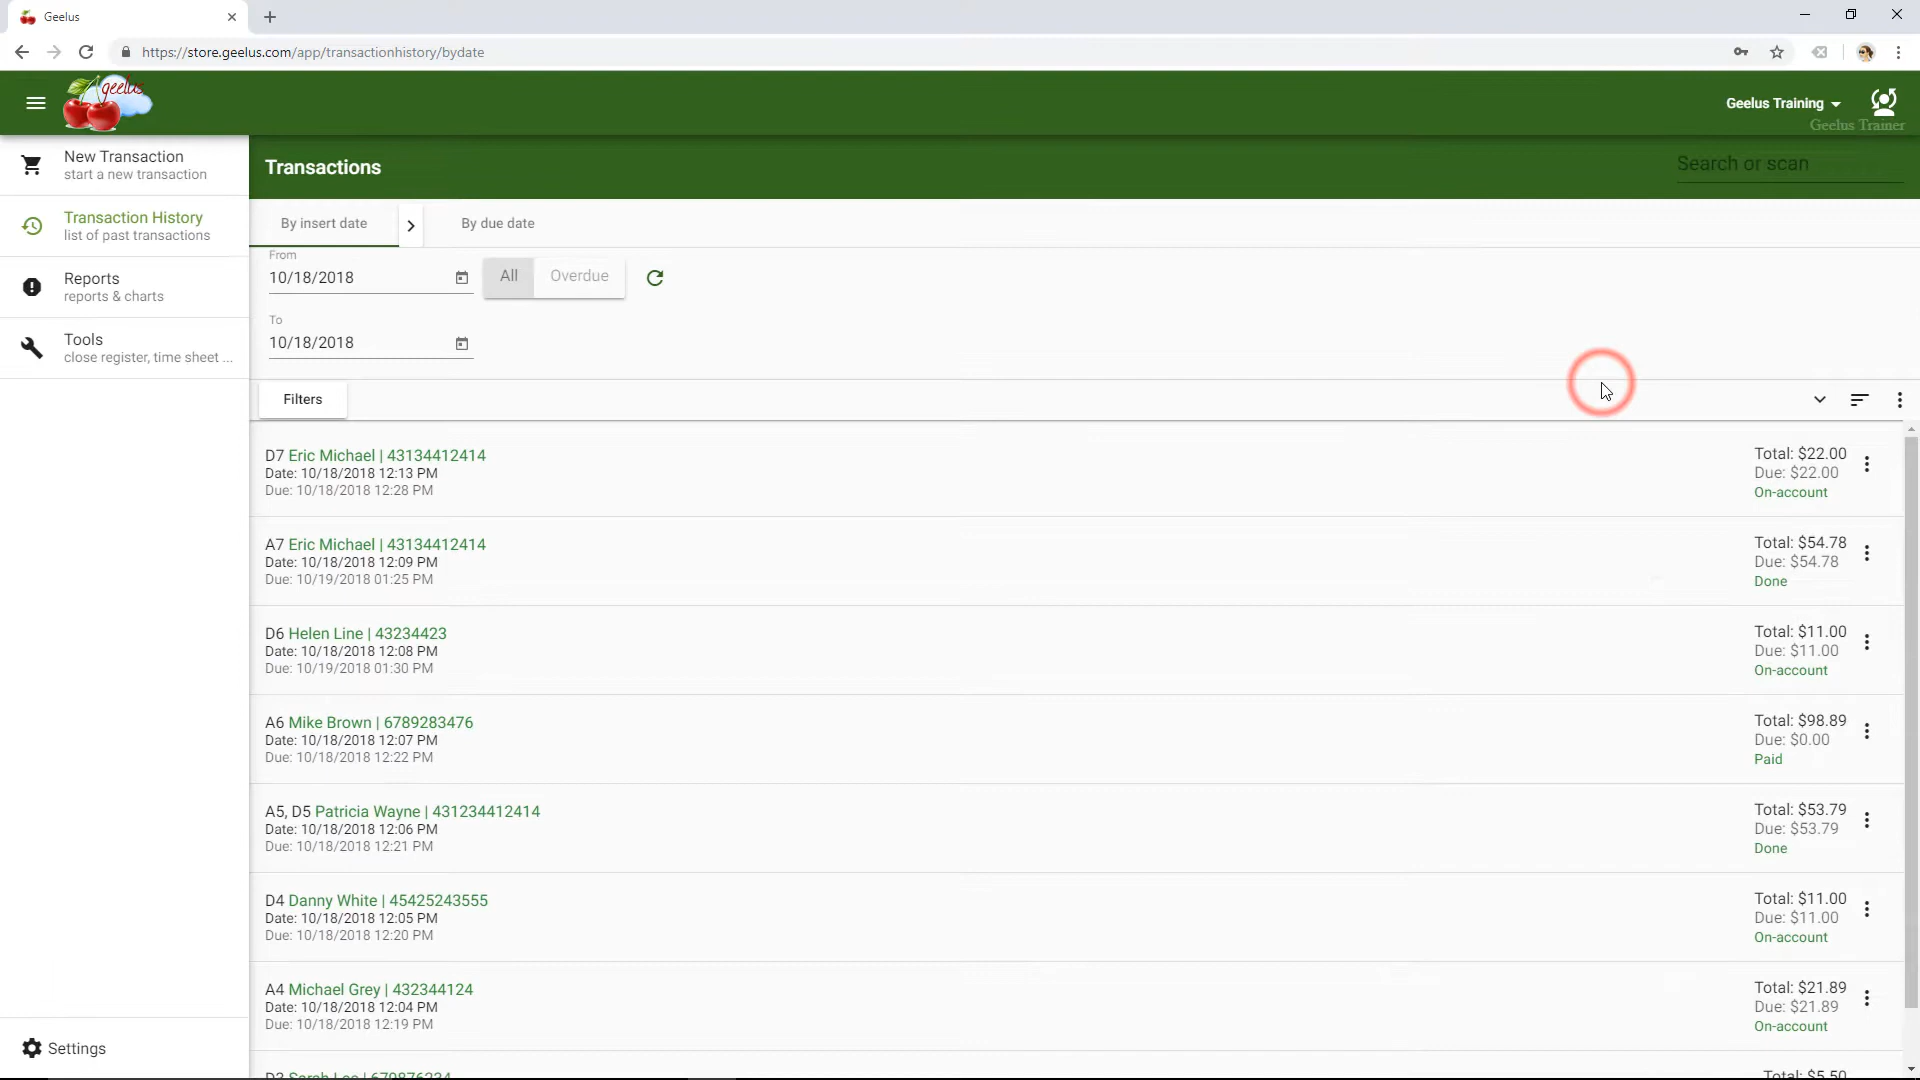 Geelus
https://store.geelus.com/app/transactionhistory/bydate
geelus
Geelus Training
Geelus Trainer
New Transaction
start a new transaction
Transaction History
list of past transactions
Reports
reports & charts
Tools
close register, time sheet ...
Settings
Transactions
Search or scan
By insert date
By due date
From
10/18/2018
All
Overdue
To
10/18/2018
Filters
D7 Eric Michael | 43134412414
Date: 10/18/2018 12:13 PM
Due: 10/18/2018 12:28 PM
Total: $22.00
Due: $22.00
On-account
A7 Eric Michael | 43134412414
Date: 10/18/2018 12:09 PM
Due: 10/19/2018 01:25 PM
Total: $54.78
Due: $54.78
Done
D6 Helen Line | 43234423
Date: 10/18/2018 12:08 PM
Due: 10/19/2018 01:30 PM
Total: $11.00
Due: $11.00
On-account
A6 Mike Brown | 6789283476
Date: 10/18/2018 12:07 PM
Due: 10/18/2018 12:22 PM
Total: $98.89
Due: $0.00
Paid
A5, D5 Patricia Wayne | 431234412414
Date: 10/18/2018 12:06 PM
Due: 10/18/2018 12:21 PM
Total: $53.79
Due: $53.79
Done
D4 Danny White | 45425243555
Date: 10/18/2018 12:05 PM
Due: 10/18/2018 12:20 PM
Total: $11.00
Due: $11.00
On-account
A4 Michael Grey | 432344124
Date: 10/18/2018 12:04 PM
Due: 10/18/2018 12:19 PM
Total: $21.89
Due: $21.89
On-account
D3 Sarah Lee | 679876234
Total: $5.50